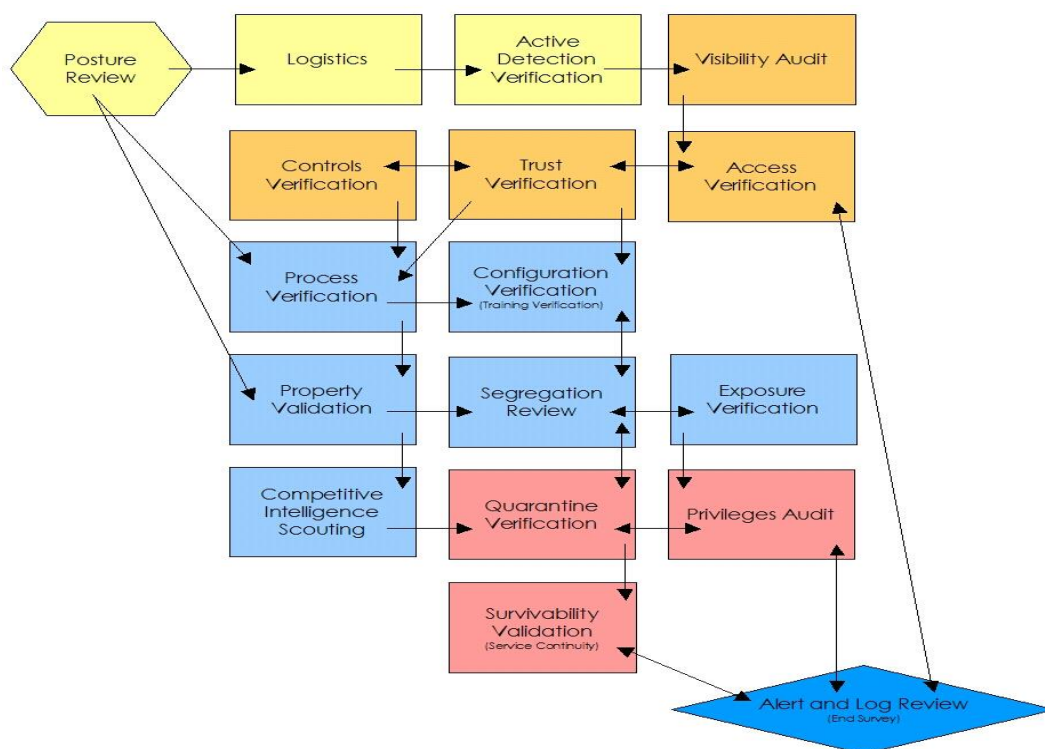 Posture
Review
Logistics
Active
Detection
Verification
Visibility Audit
Controls
Verification
Trust
Verification
Access
Verification
Process
Verification
Configuration
Verification
(Training Verification)
Property
Validation
Segregation
Review
Exposure
Verification
Competitive
Intelligence
Scouting
Quarantine
Verification
Privileges Audit
Survivability
Validation
(Service Continuity)
Alert and Log Review
(End Survey)